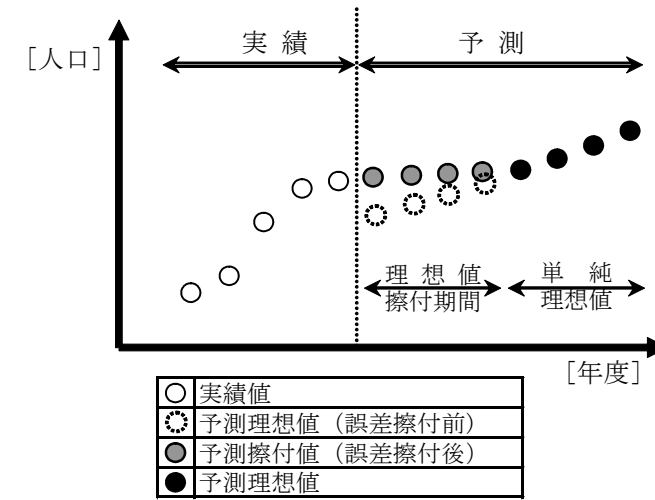 実 績
予 測
[人口]
理 想 値
擦付期間
単 純
理想値
[年度]
実績値
予測理想値（誤差擦付前）
予測擦付値（誤差擦付後）
予測理想値